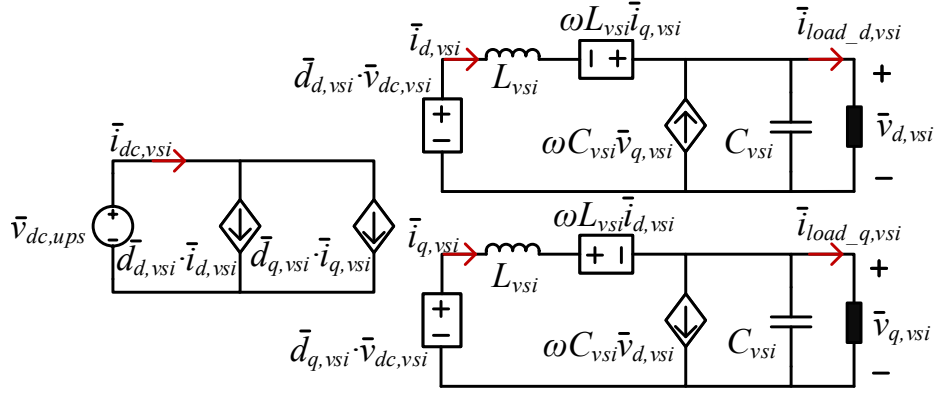 ωL_vsi ī_q,vsi
ī_d,vsi
ī_load_d,vsi
+
− +
L_vsi
d̄_d,vsi·v̄_dc,vsi
+
−
ωC_vsi v̄_q,vsi
C_vsi
v̄_d,vsi
−
ī_dc,vsi
v̄_dc,ups
+
−
d̄_d,vsi·ī_d,vsi
d̄_q,vsi·ī_q,vsi
ωL_vsi ī_d,vsi
ī_q,vsi
ī_load_q,vsi
+
+ −
L_vsi
d̄_q,vsi·v̄_dc,vsi
+
−
ωC_vsi v̄_d,vsi
C_vsi
v̄_q,vsi
−